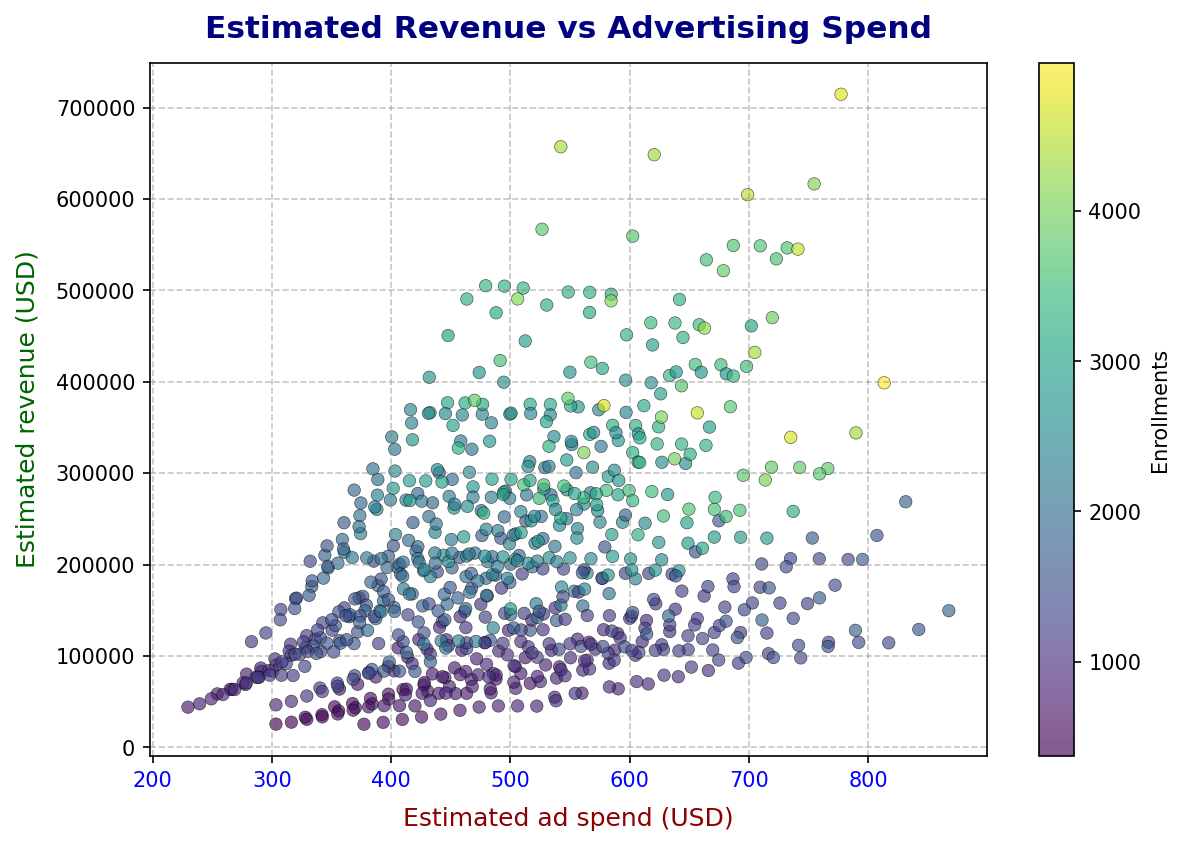 Estimated Revenue vs Advertising Spend
Estimated revenue (USD)
700000
600000
500000
400000
300000
200000
100000
0
200 300 400 500 600 700 800
Estimated ad spend (USD)
4000
3000
2000
1000
Enrollments